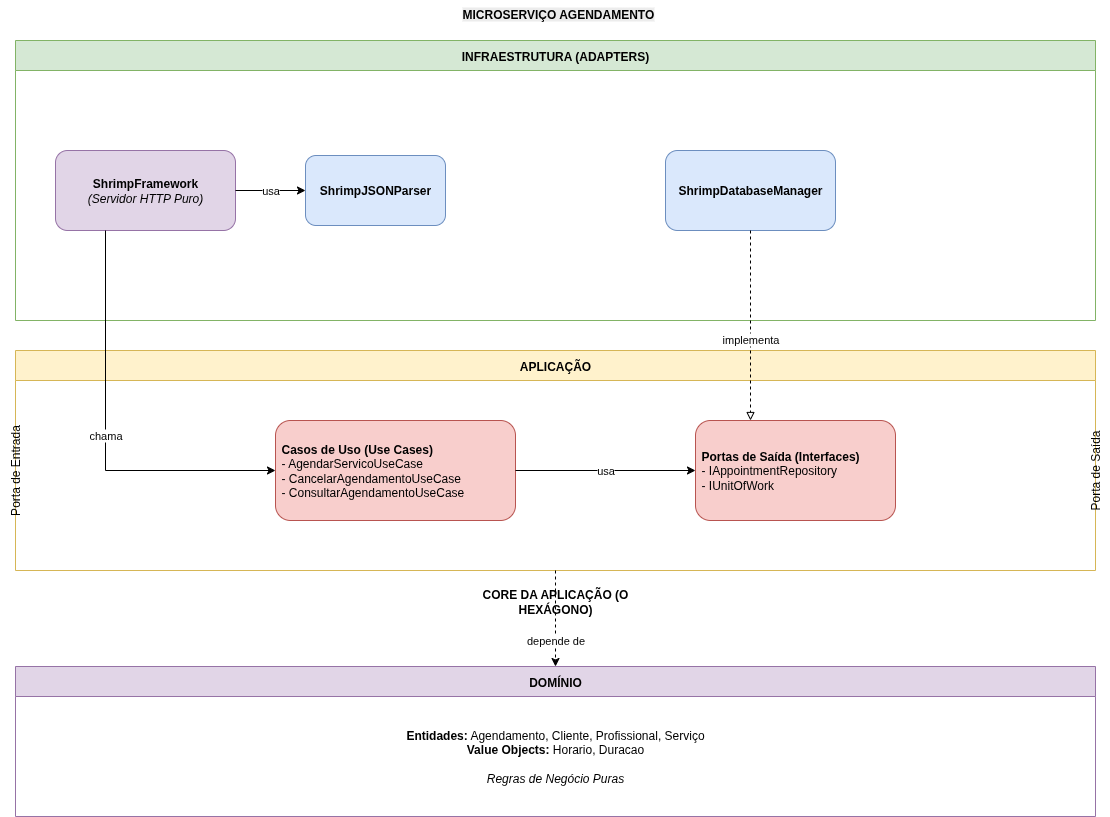 MICROSERVIÇO AGENDAMENTO
INFRAESTRUTURA (ADAPTERS)
ShrimpFramework
(Servidor HTTP Puro)
usa
ShrimpJSONParser
ShrimpDatabaseManager
implementa
APLICAÇÃO
Porta de Entrada
chama
Casos de Uso (Use Cases)
- AgendarServicoUseCase
- CancelarAgendamentoUseCase
- ConsultarAgendamentoUseCase
usa
Portas de Saída (Interfaces)
- IAppointmentRepository
- IUnitOfWork
Porta de Saída
CORE DA APLICAÇÃO (O
HEXÁGONO)
depende de
DOMÍNIO
Entidades: Agendamento, Cliente, Profissional, Serviço
Value Objects: Horario, Duracao
Regras de Negócio Puras